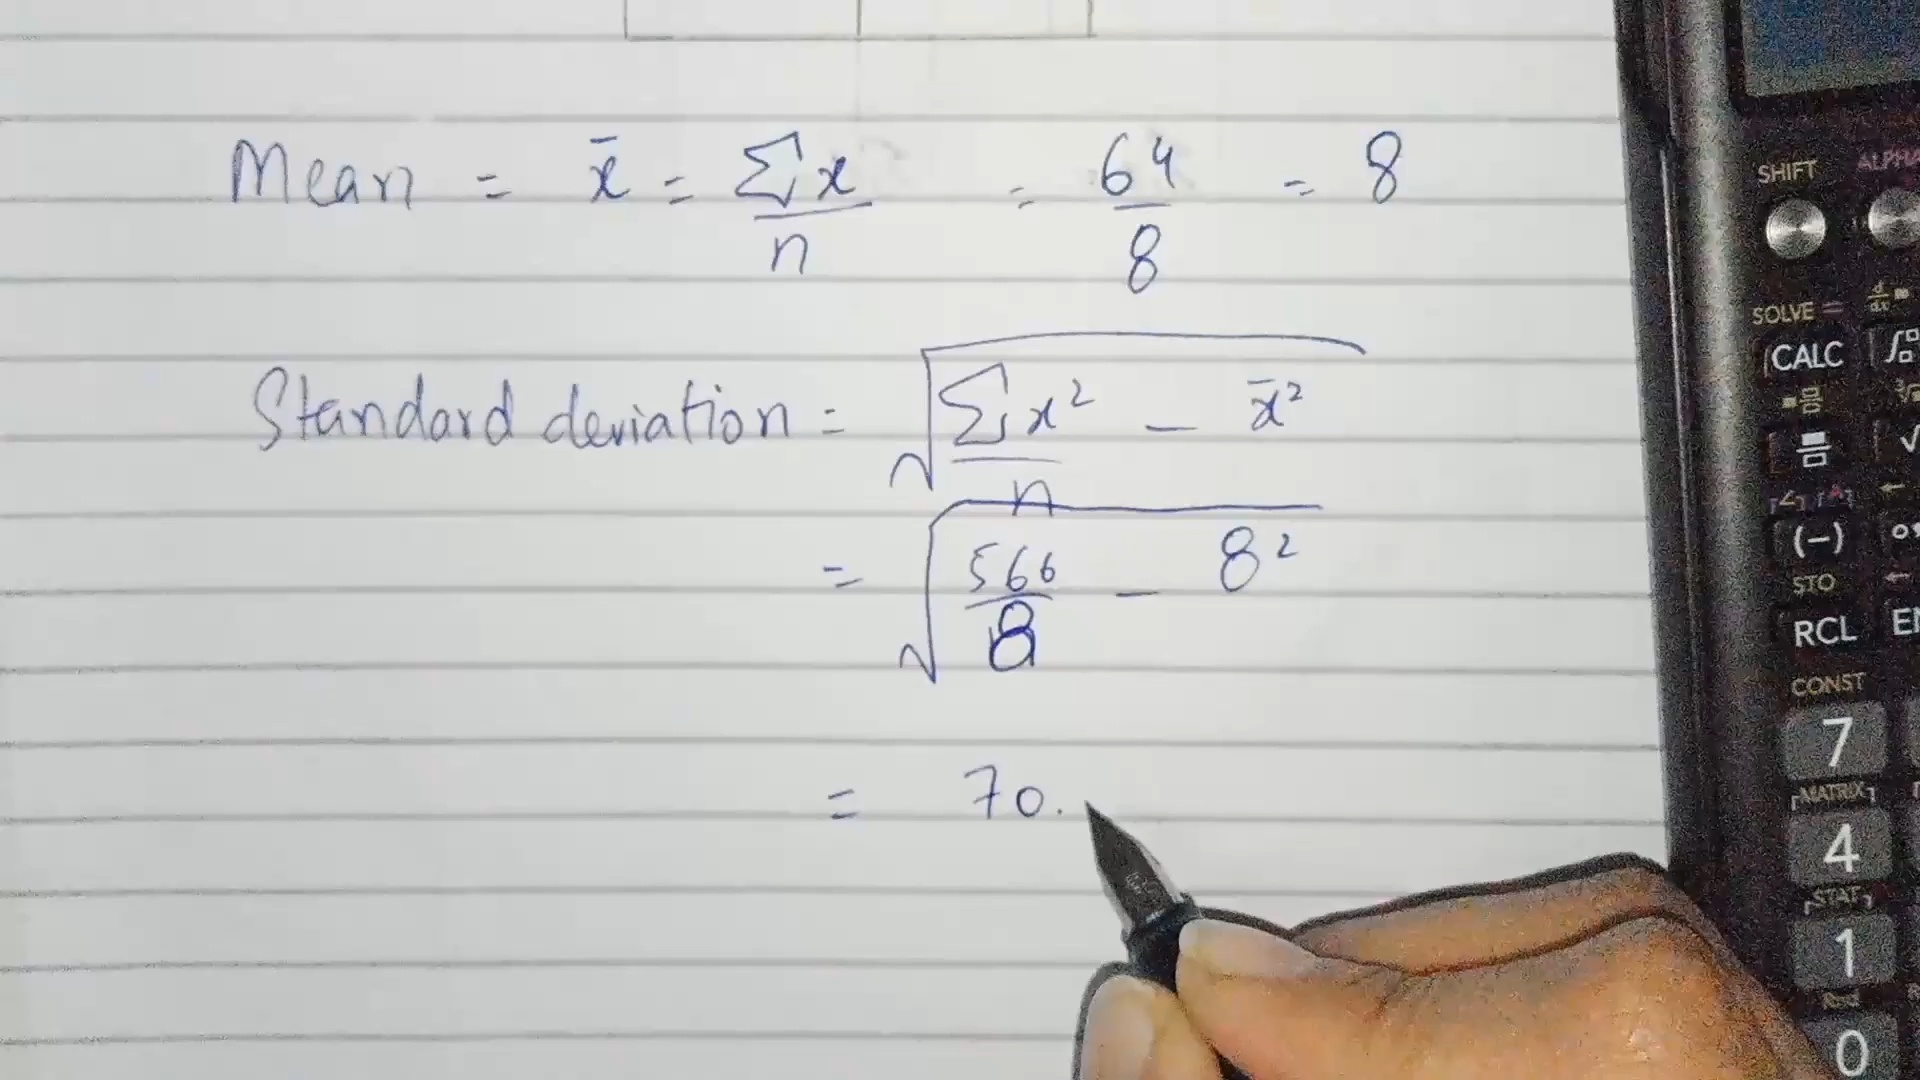 Mean = x̄ = Σx/n = 64/8 = 8
Standard deviation = √(Σx²/n − x̄²)
= √(566/8 − 8²)
= 70.
SHIFT ALPHA
SOLVE =
CALC
(−)
STO
RCL
CONST
7
MATRIX
4
STAT
1
0